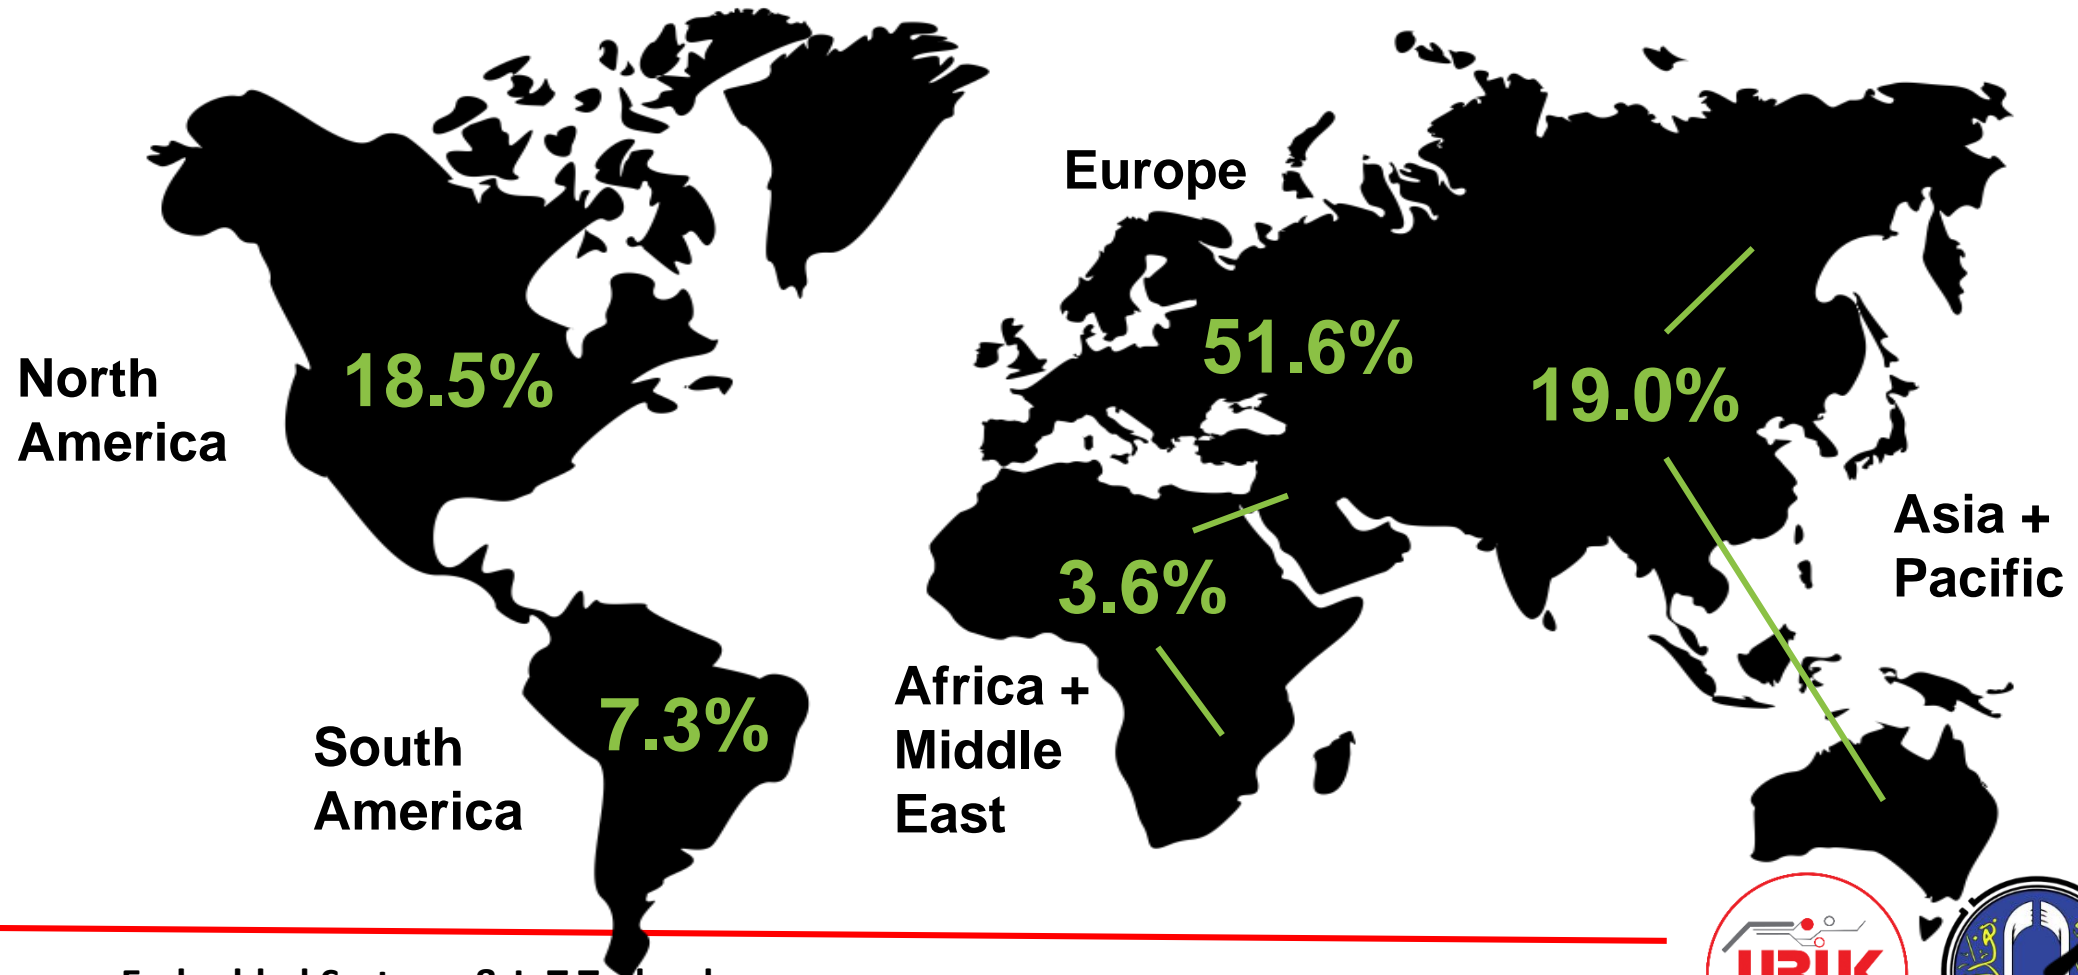 Europe
51.6%
North
America
18.5%
19.0%
Asia +
Pacific
3.6%
Africa +
Middle
East
South
America
7.3%